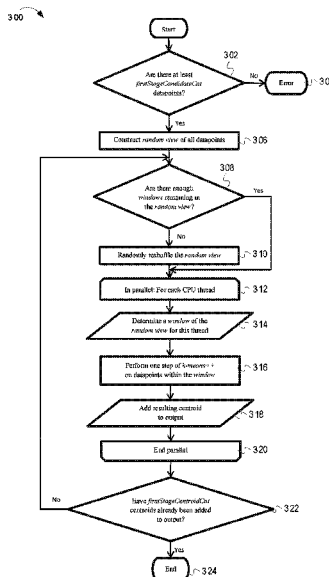 300
Start
302
Are there at least
firstStageCandidateCnt
datapoints?
No
Error
30
Yes
Construct random view of all datapoints
306
308
Are there enough
windows remaining in
the random view?
Yes
No
Randomly reshuffle the random view
310
In parallel: For each CPU thread
312
Determine a window of the
random view for this thread
314
Perform one step of k-means++
on datapoints within the window
316
Add resulting centroid
to output
318
End parallel
320
No
Have firstStageCentroidCnt
centroids already been added
to output?
322
Yes
End
324